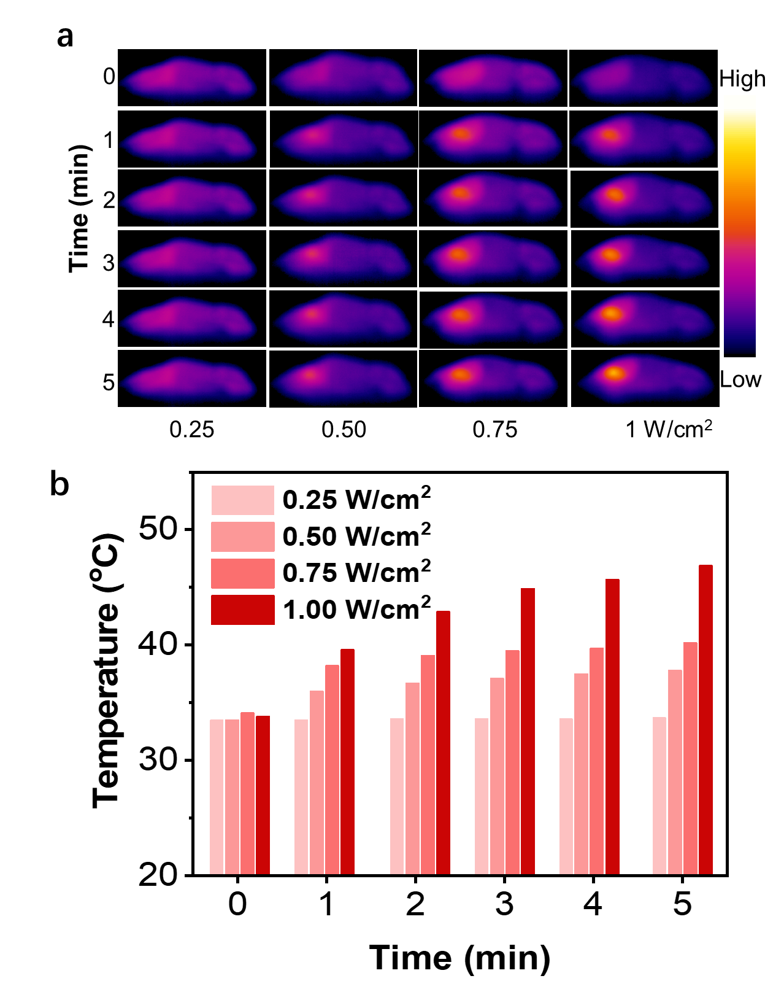 a
High
0
1
2
3
4
5
Time (min)
Low
0.25 0.50 0.75 1 W/cm²
b
0.25 W/cm²
0.50 W/cm²
0.75 W/cm²
1.00 W/cm²
50
40
30
20
Temperature (°C)
0 1 2 3 4 5
Time (min)